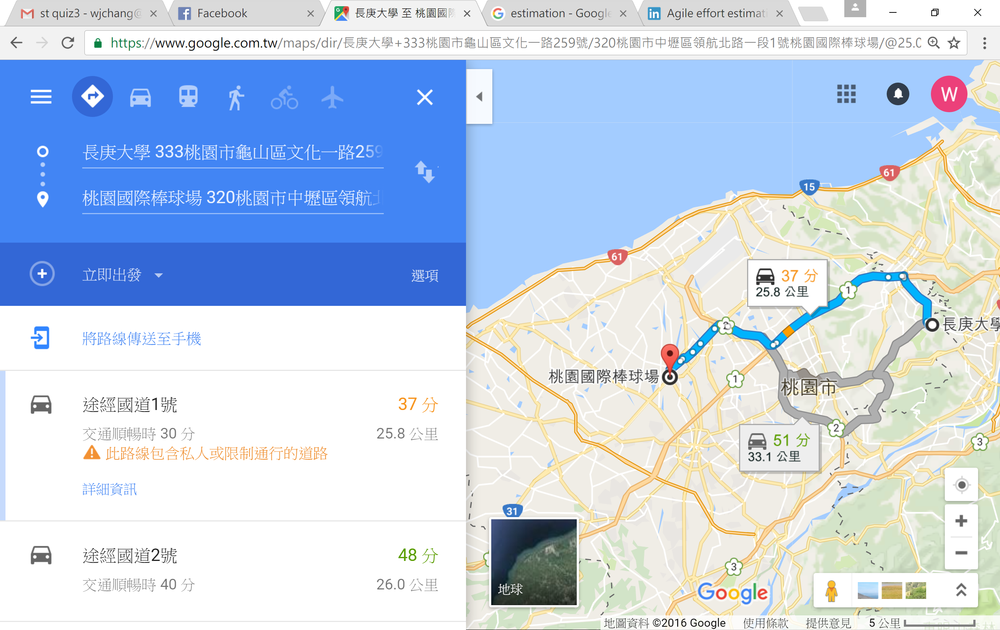 st quiz3 - wjchang@
Facebook
長庚大學 至 桃園國際
estimation - Google
Agile effort estimati
https://www.google.com.tw/maps/dir/長庚大學+333桃園市龜山區文化一路259號/320桃園市中壢區領航北路一段1號桃園國際棒球場/@25.0
W
長庚大學 333桃園市龜山區文化一路259
桃園國際棒球場 320桃園市中壢區領航北
立即出發
選項
將路線傳送至手機
途經國道1號
37 分
交通順暢時 30 分
25.8 公里
此路線包含私人或限制通行的道路
詳細資訊
途經國道2號
48 分
交通順暢時 40 分
26.0 公里
61
15
61
37 分
25.8 公里
1
2
長庚大學
桃園國際棒球場
1
桃園市
2
51 分
33.1 公里
3
31
3
地球
Google
地圖資料 ©2016 Google
使用條款
提供意見
5 公里